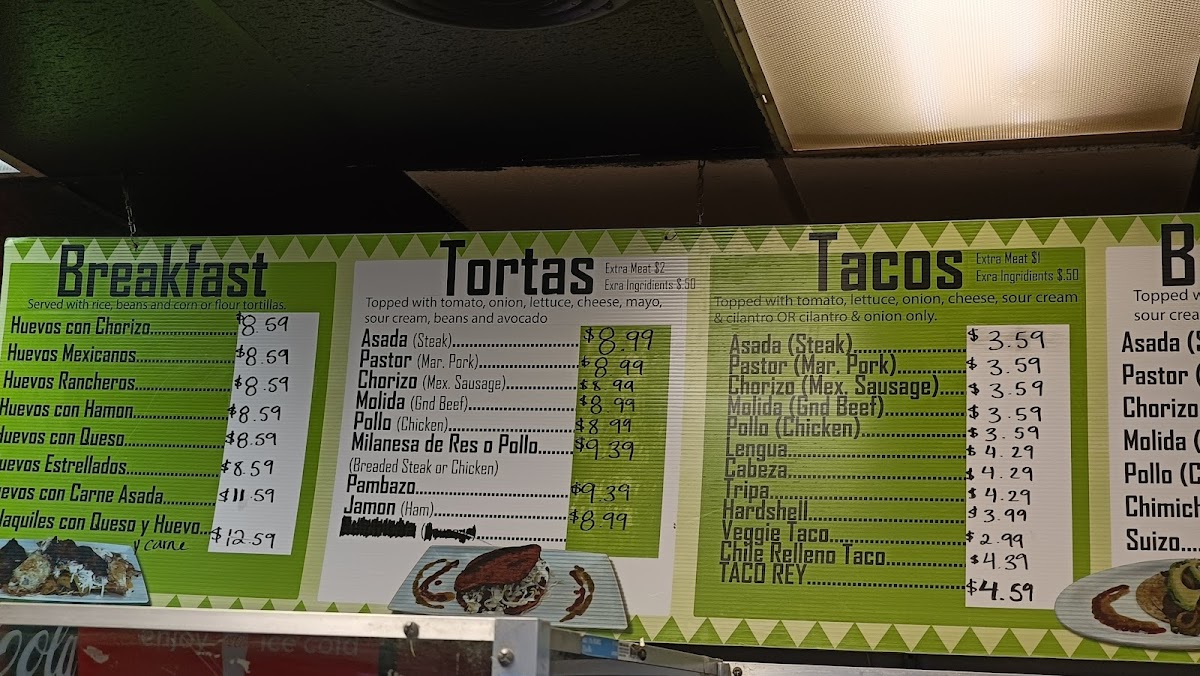 Breakfast
Served with rice, beans and corn or flour tortillas.
Huevos con Chorizo $8.59
Huevos Mexicanos $8.59
Huevos Rancheros $8.59
Huevos con Hamon $8.59
Huevos con Queso $8.59
uevos Estrellados $8.59
evos con Carne Asada $11.59
laquiles con Queso y Huevo $12.59
y carne
Tortas
Extra Meat $2
Exra Ingridients $.50
Topped with tomato, onion, lettuce, cheese, mayo,
sour cream, beans and avocado
Asada (Steak) $8.99
Pastor (Mar. Pork) $8.99
Chorizo (Mex. Sausage) $8.99
Molida (Gnd Beef) $8.99
Pollo (Chicken) $8.99
Milanesa de Res o Pollo $9.39
(Breaded Steak or Chicken)
Pambazo $9.39
Jamon (Ham) $8.99
Tacos
Extra Meat $1
Exra Ingridients $.50
Topped with tomato, lettuce, onion, cheese, sour cream
& cilantro OR cilantro & onion only.
Asada (Steak) $3.59
Pastor (Mar. Pork) $3.59
Chorizo (Mex. Sausage) $3.59
Molida (Gnd Beef) $3.59
Pollo (Chicken) $3.59
Lengua $4.29
Cabeza $4.29
Tripa $4.29
Hardshell $3.99
Veggie Taco $2.99
Chile Relleno Taco $4.39
TACO REY $4.59
B
Topped w
sour crea
Asada (S
Pastor (
Chorizo
Molida (
Pollo (C
Chimich
Suizo
enjoy ice cold